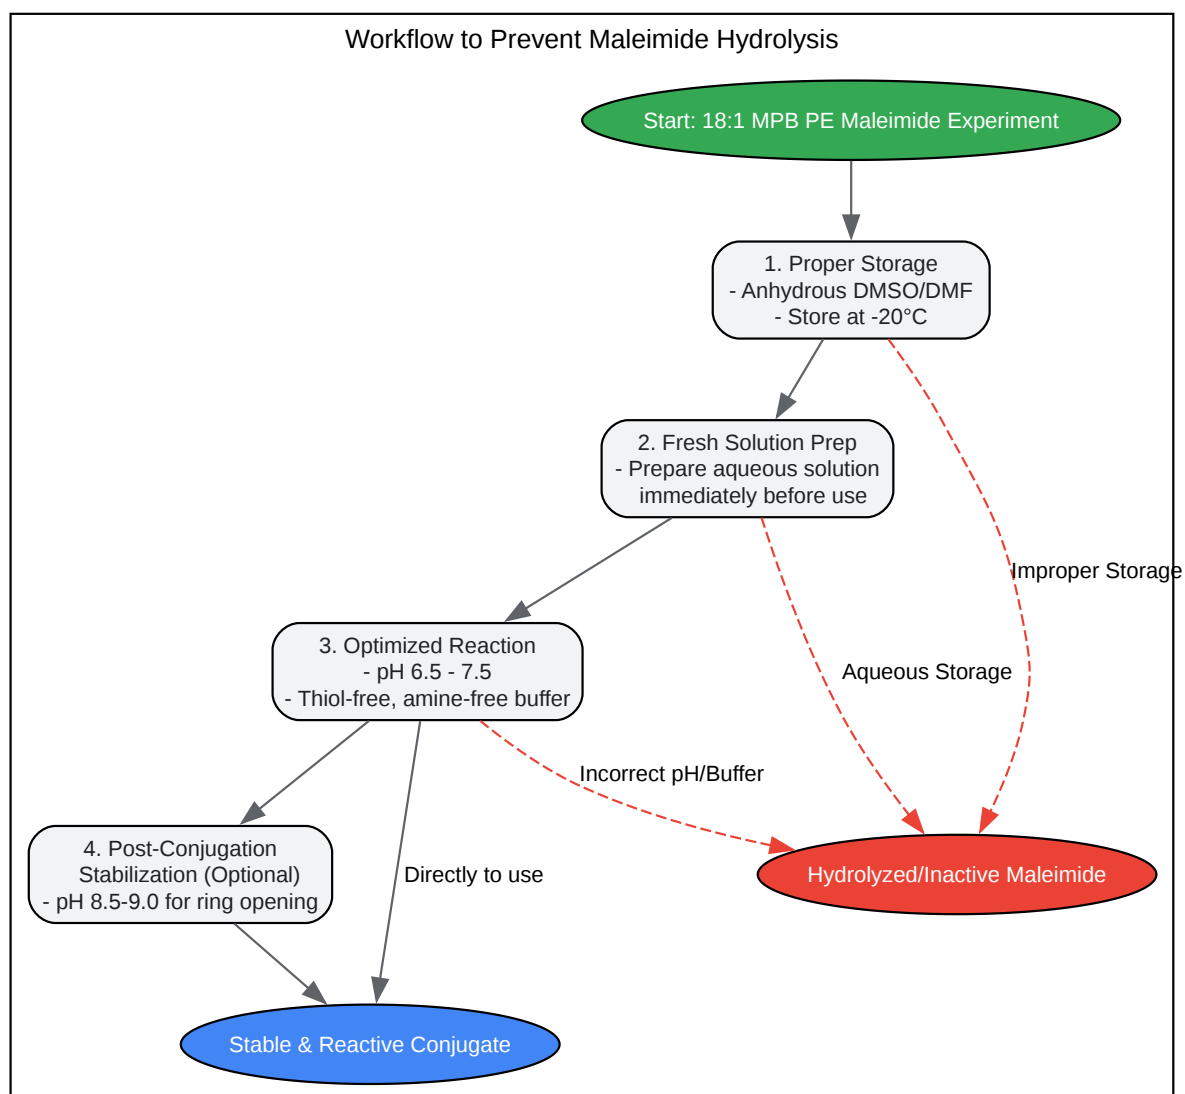 Workflow to Prevent Maleimide Hydrolysis
Start: 18:1 MPB PE Maleimide Experiment
1. Proper Storage
- Anhydrous DMSO/DMF
- Store at -20°C
2. Fresh Solution Prep
- Prepare aqueous solution
immediately before use
Improper Storage
3. Optimized Reaction
- pH 6.5 - 7.5
- Thiol-free, amine-free buffer
Aqueous Storage
Incorrect pH/Buffer
4. Post-Conjugation
Stabilization (Optional)
- pH 8.5-9.0 for ring opening
Directly to use
Hydrolyzed/Inactive Maleimide
Stable & Reactive Conjugate